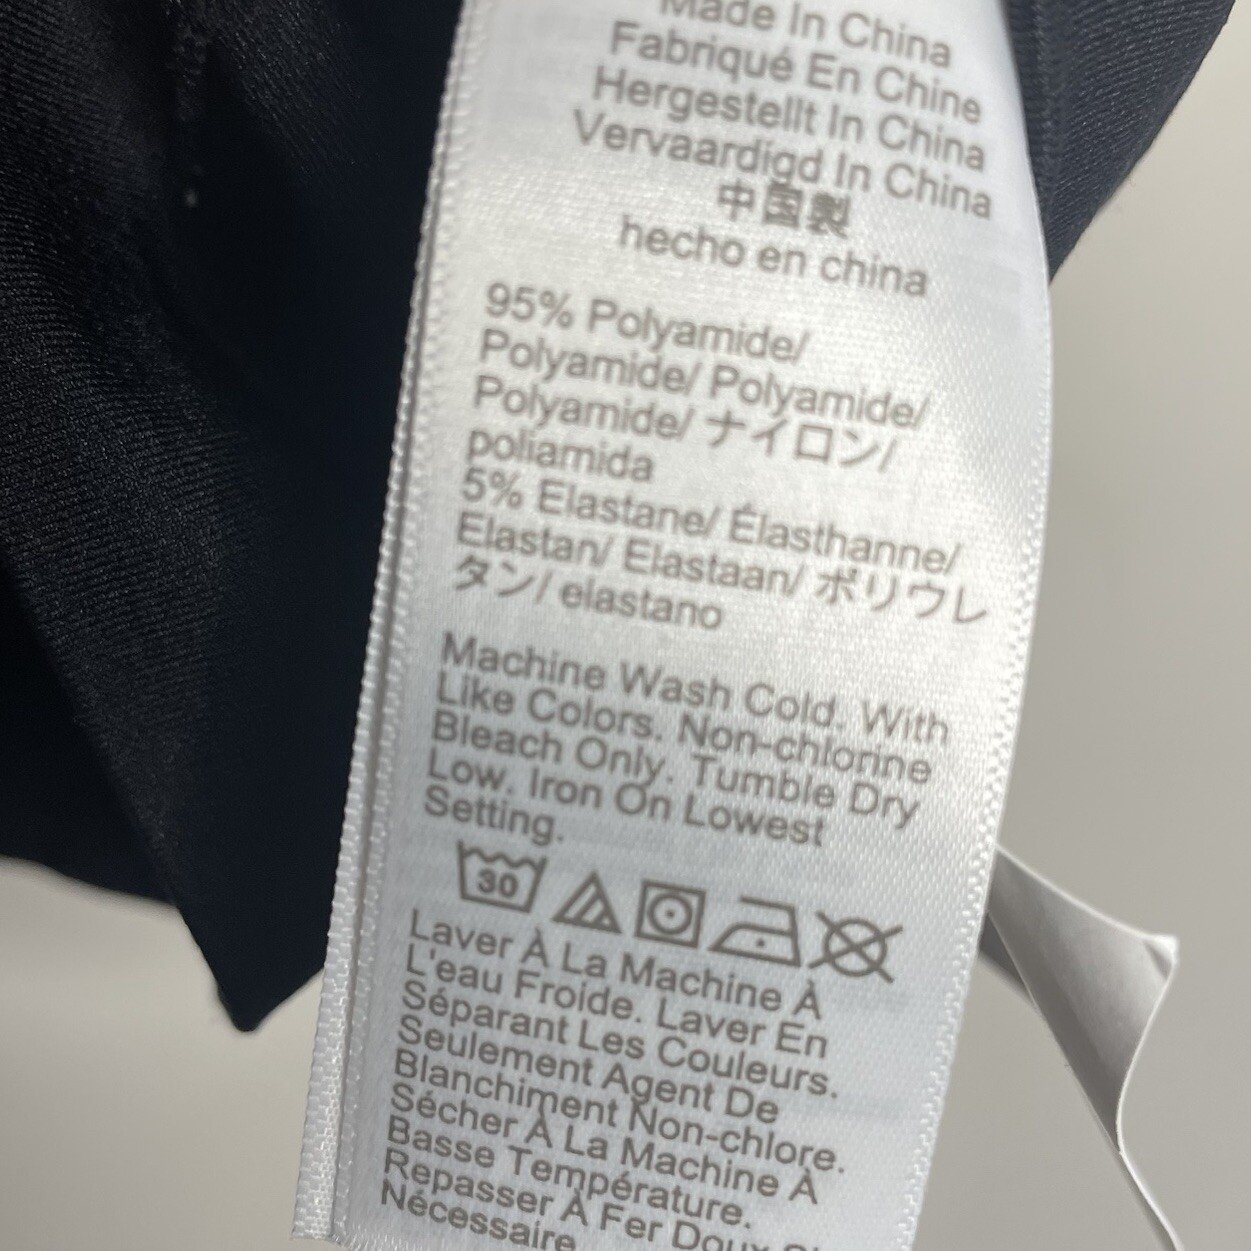 Made In China
Fabriqué En Chine
Hergestellt In China
Vervaardigd In China
中国製
hecho en china
95% Polyamide/
Polyamide/ Polyamide/
Polyamide/ ナイロン/
poliamida
5% Elastane/ Élasthanne/
Elastan/ Elastaan/ ポリウレ
タン/ elastano
Machine Wash Cold. With
Like Colors. Non-chlorine
Bleach Only. Tumble Dry
Low. Iron On Lowest
Setting.
30
Laver À La Machine À
L'eau Froide. Laver En
Séparant Les Couleurs.
Seulement Agent De
Blanchiment Non-chlore.
Sécher À La Machine À
Basse Température.
Repasser À Fer Doux Si
Nécessaire